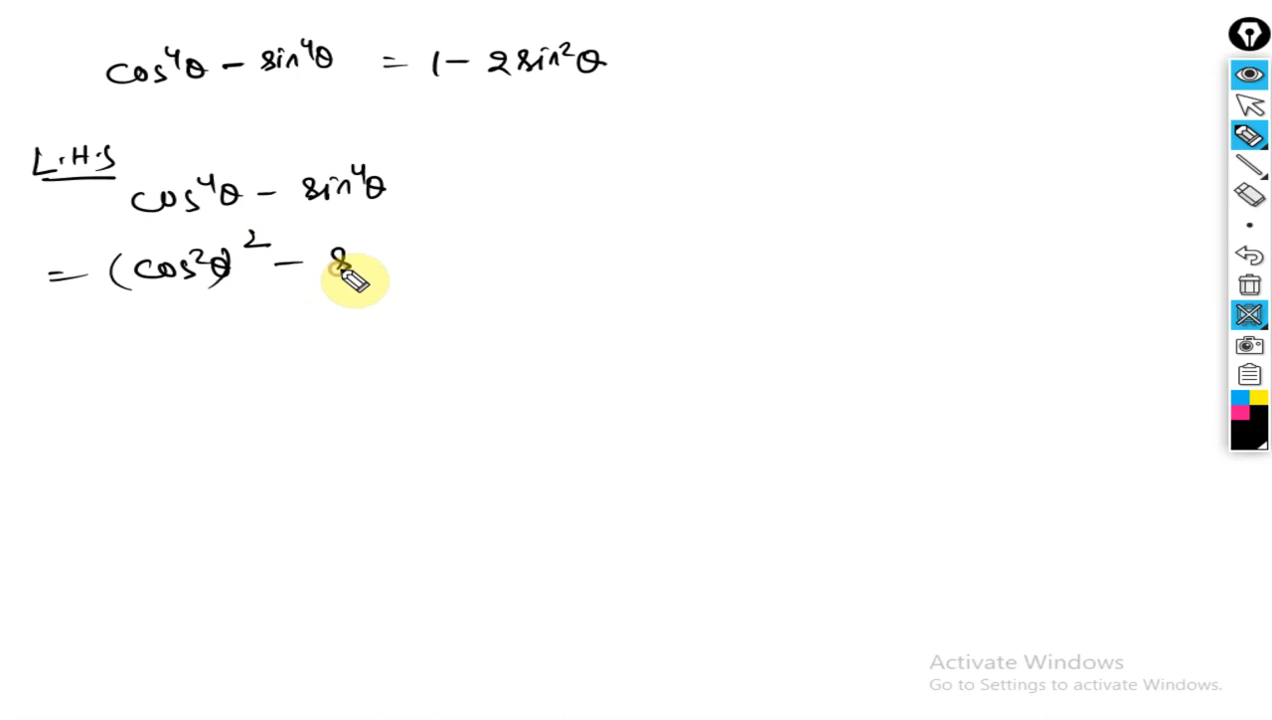 cos⁴θ - sin⁴θ = 1 - 2sin²θ
L.H.S
cos⁴θ - sin⁴θ
= (cos²θ)² - s
Activate Windows
Go to Settings to activate Windows.